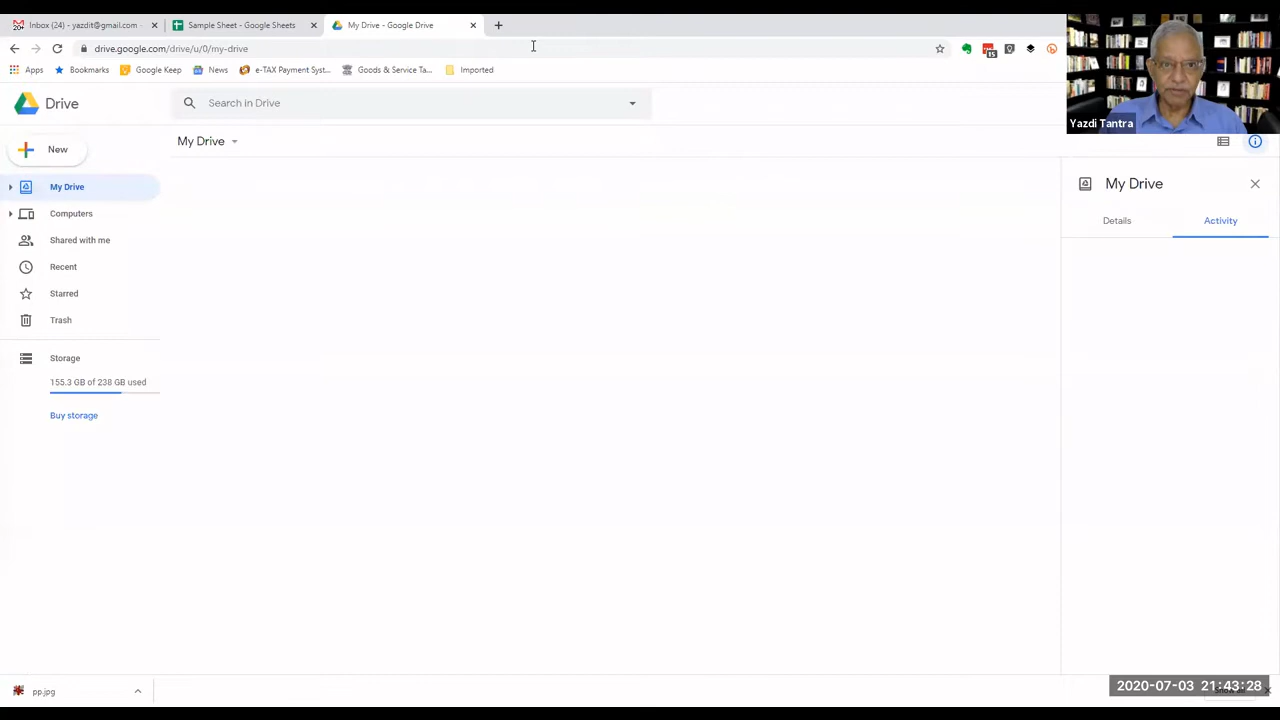 Inbox (24) - yazdit@gmail.com -
Sample Sheet - Google Sheets
My Drive - Google Drive
drive.google.com/drive/u/0/my-drive
15
Apps
Bookmarks
Google Keep
News
e-TAX Payment Syst...
Goods & Service Ta...
Imported
Drive
Search in Drive
Yazdi Tantra
New
My Drive
My Drive
Computers
Shared with me
Recent
Starred
Trash
Storage
155.3 GB of 238 GB used
Buy storage
My Drive
Details
Activity
pp.jpg
2020-07-03 21:43:28